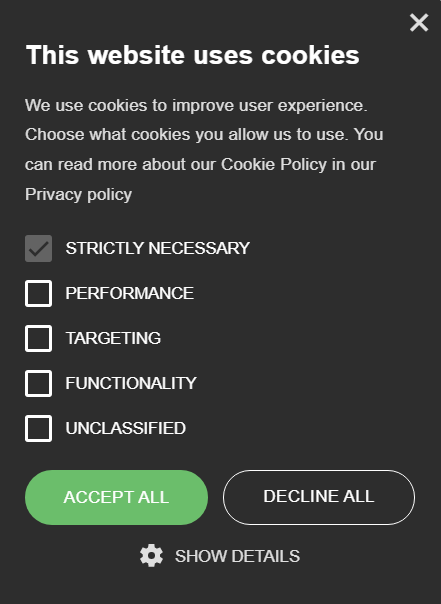 This website uses cookies
We use cookies to improve user experience.
Choose what cookies you allow us to use. You
can read more about our Cookie Policy in our
Privacy policy
STRICTLY NECESSARY
PERFORMANCE
TARGETING
FUNCTIONALITY
UNCLASSIFIED
ACCEPT ALL
DECLINE ALL
SHOW DETAILS